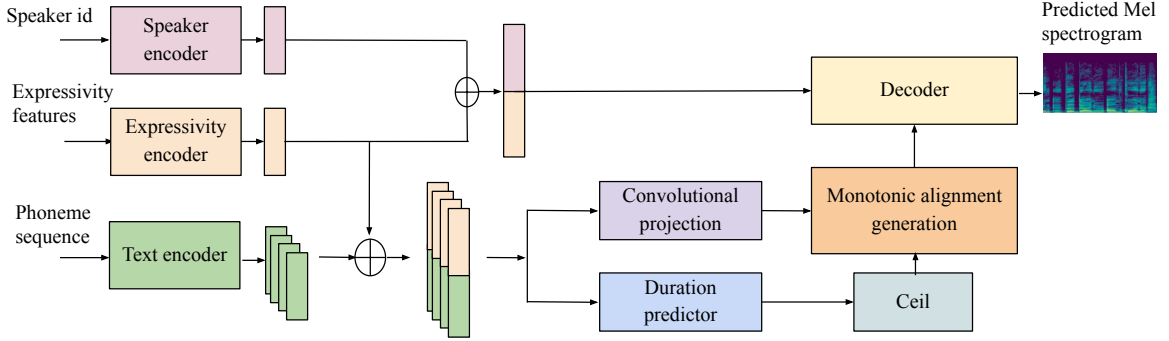 Speaker id
Speaker
encoder
Predicted Mel
spectrogram
Expressivity
features
Expressivity
encoder
Decoder
Phoneme
sequence
Text encoder
Convolutional
projection
Monotonic alignment
generation
Duration
predictor
Ceil